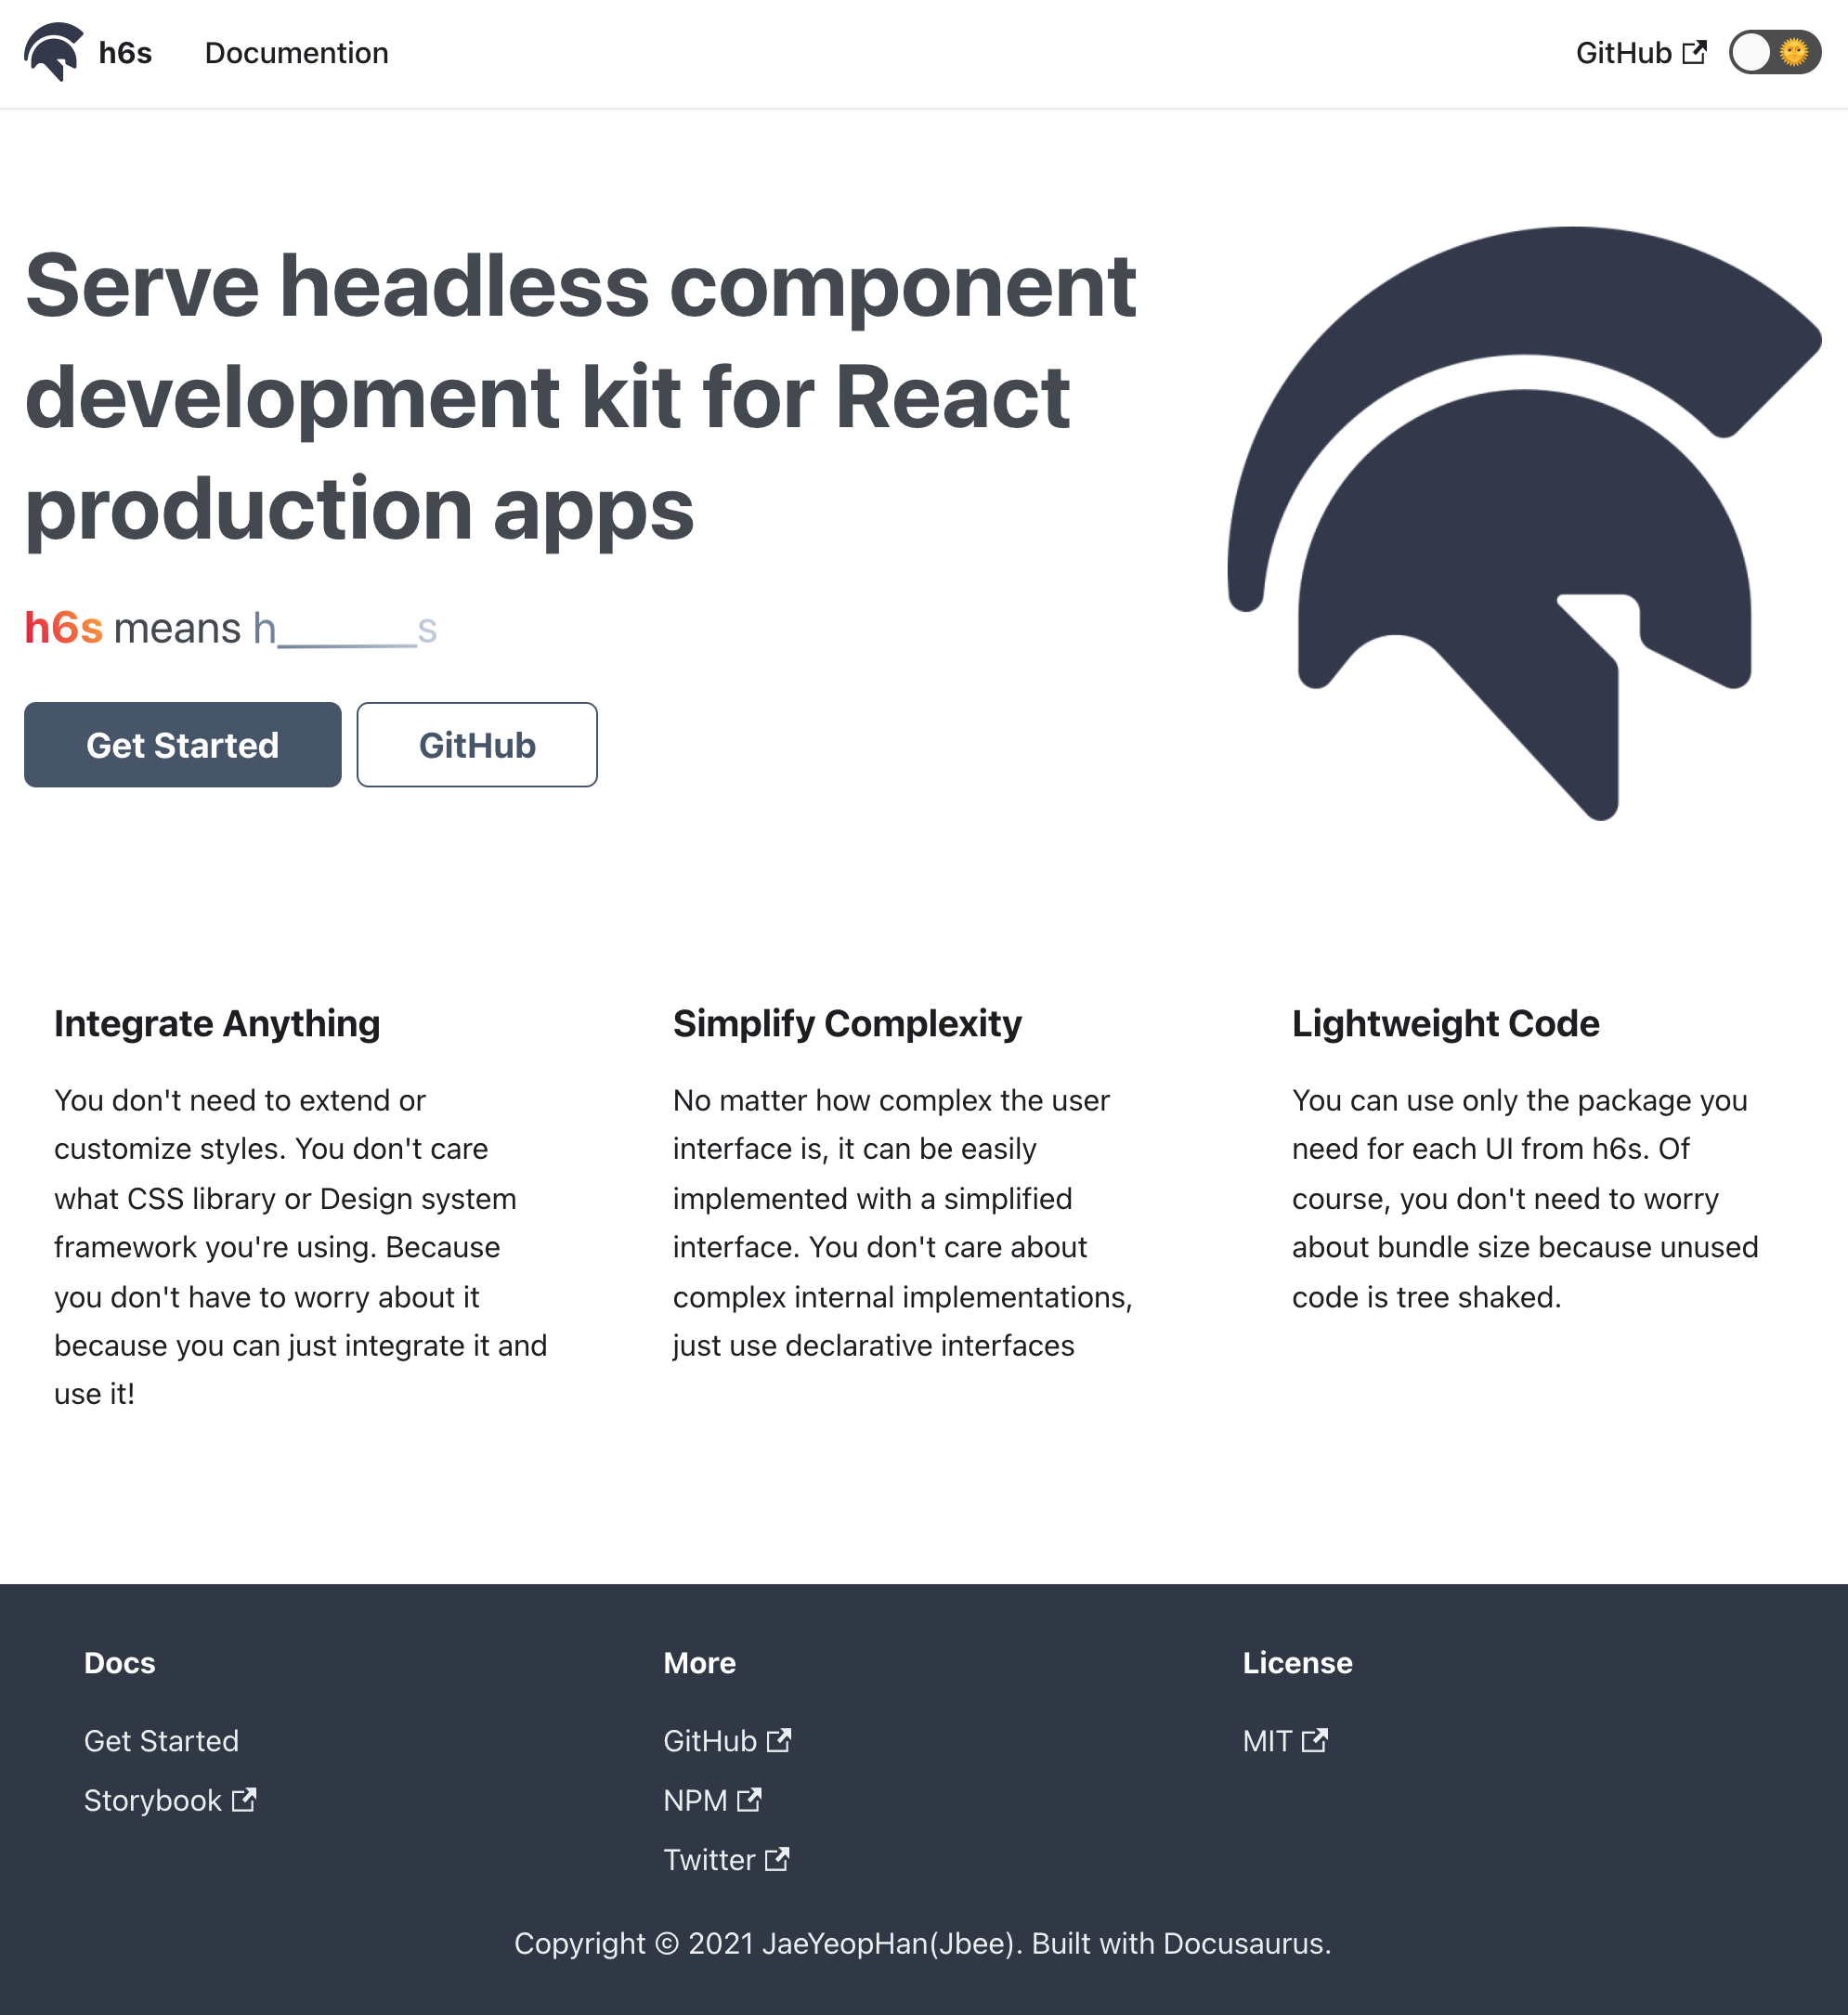 h6s
Documention
GitHub
Serve headless component
development kit for React
production apps
h6s means h______s
Get Started
GitHub
Integrate Anything
You don't need to extend or
customize styles. You don't care
what CSS library or Design system
framework you're using. Because
you don't have to worry about it
because you can just integrate it and
use it!
Simplify Complexity
No matter how complex the user
interface is, it can be easily
implemented with a simplified
interface. You don't care about
complex internal implementations,
just use declarative interfaces
Lightweight Code
You can use only the package you
need for each UI from h6s. Of
course, you don't need to worry
about bundle size because unused
code is tree shaked.
Docs
Get Started
Storybook
More
GitHub
NPM
Twitter
License
MIT
Copyright © 2021 JaeYeopHan(Jbee). Built with Docusaurus.